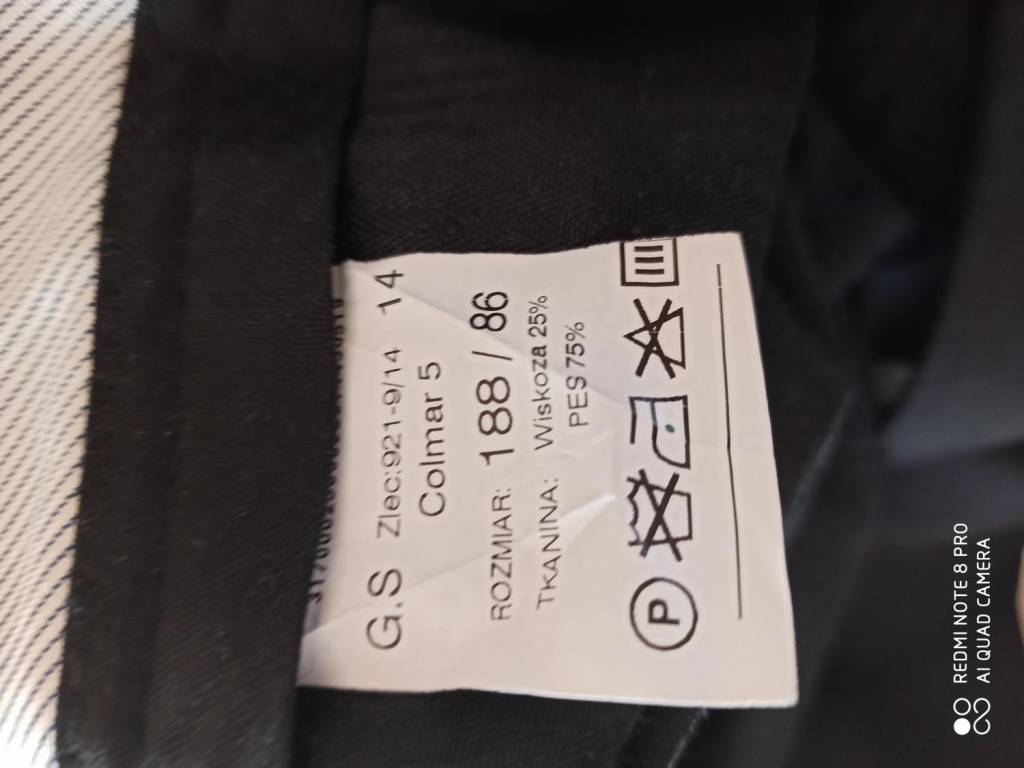 G.S Zlec:921-9/14 14
Colmar 5
ROZMIAR: 188 / 86
TKANINA: Wiskoza 25%
PES 75%
P
REDMI NOTE 8 PRO
AI QUAD CAMERA